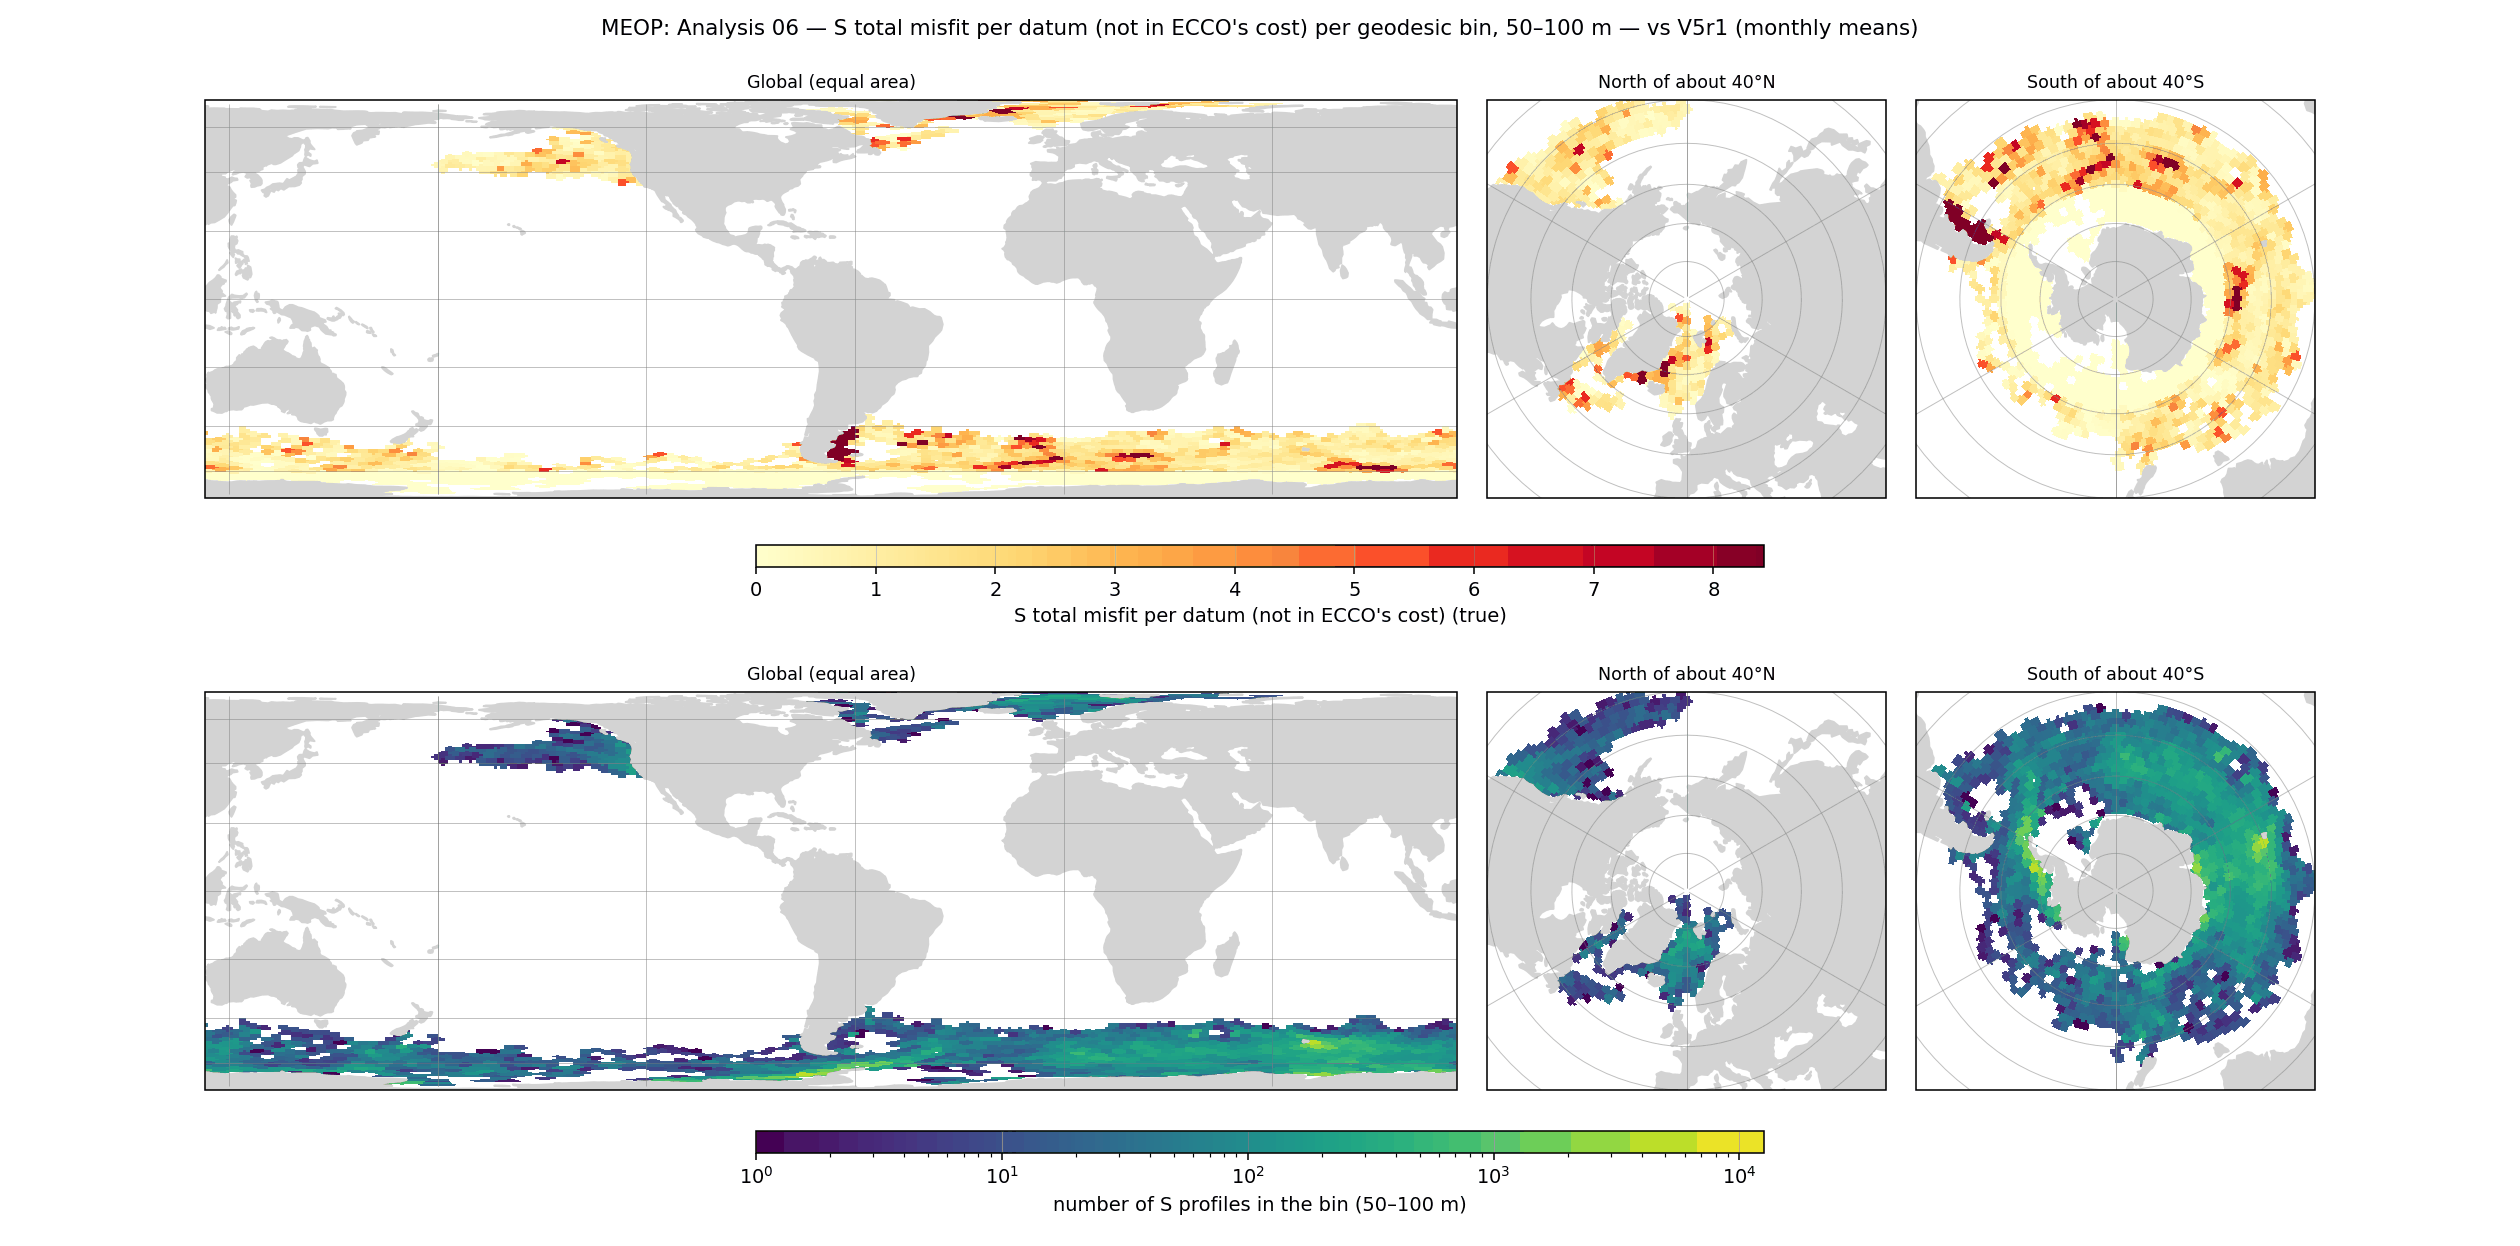 MEOP: Analysis 06 — S total misfit per datum (not in ECCO's cost) per geodesic bin, 50–100 m — vs V5r1 (monthly means)
Global (equal area)
North of about 40°N
South of about 40°S
0 1 2 3 4 5 6 7 8
S total misfit per datum (not in ECCO's cost) (true)
Global (equal area)
North of about 40°N
South of about 40°S
10⁰ 10¹ 10² 10³ 10⁴
number of S profiles in the bin (50–100 m)